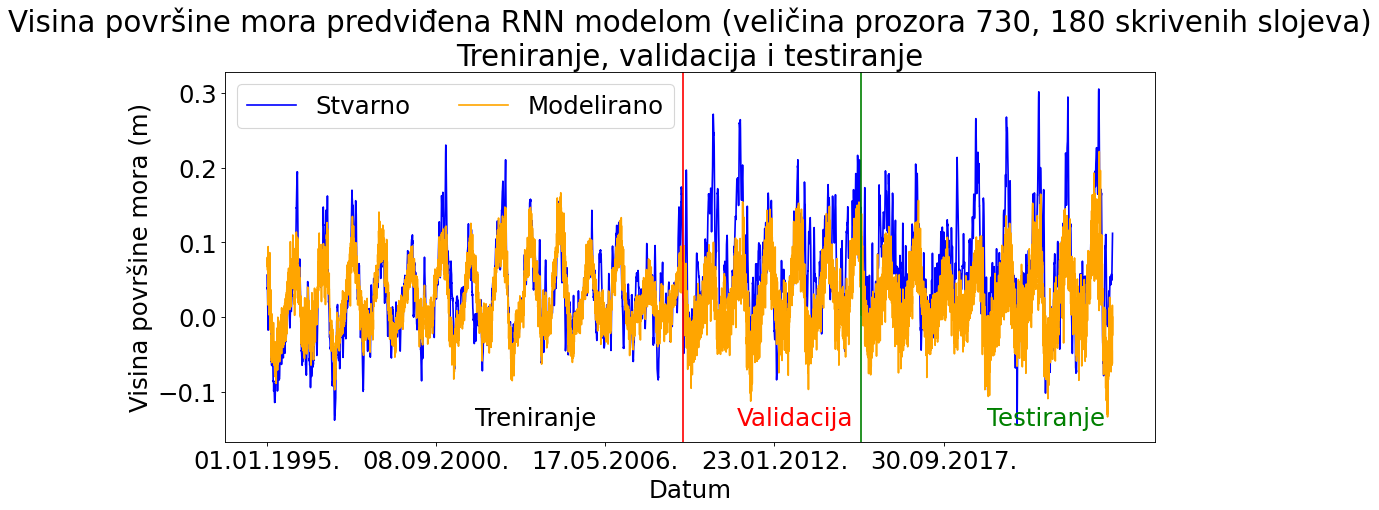 Visina površine mora predviđena RNN modelom (veličina prozora 730, 180 skrivenih slojeva)
Treniranje, validacija i testiranje
Stvarno
Modelirano
Visina površine mora (m)
0.3
0.2
0.1
0.0
−0.1
Treniranje
Validacija
Testiranje
01.01.1995.
08.09.2000.
17.05.2006.
23.01.2012.
30.09.2017.
Datum